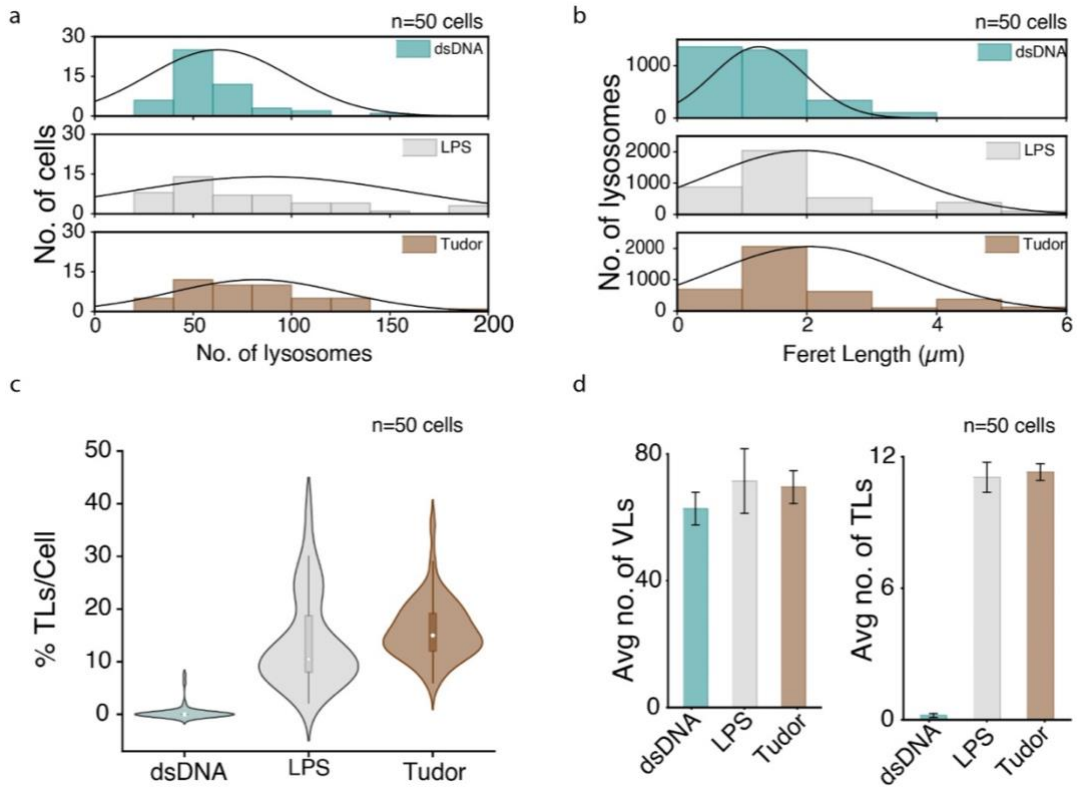 a
n=50 cells
30
15
0
dsDNA
30
15
0
LPS
30
15
0
Tudor
0
50
100
150
200
No. of cells
No. of lysosomes
b
n=50 cells
1000
0
dsDNA
2000
1000
0
LPS
2000
1000
0
Tudor
0
2
4
6
No. of lysosomes
Feret Length (µm)
c
n=50 cells
50
40
30
20
10
0
% TLs/Cell
dsDNA
LPS
Tudor
d
n=50 cells
80
40
0
Avg no. of VLs
dsDNA
LPS
Tudor
12
6
0
Avg no. of TLs
dsDNA
LPS
Tudor